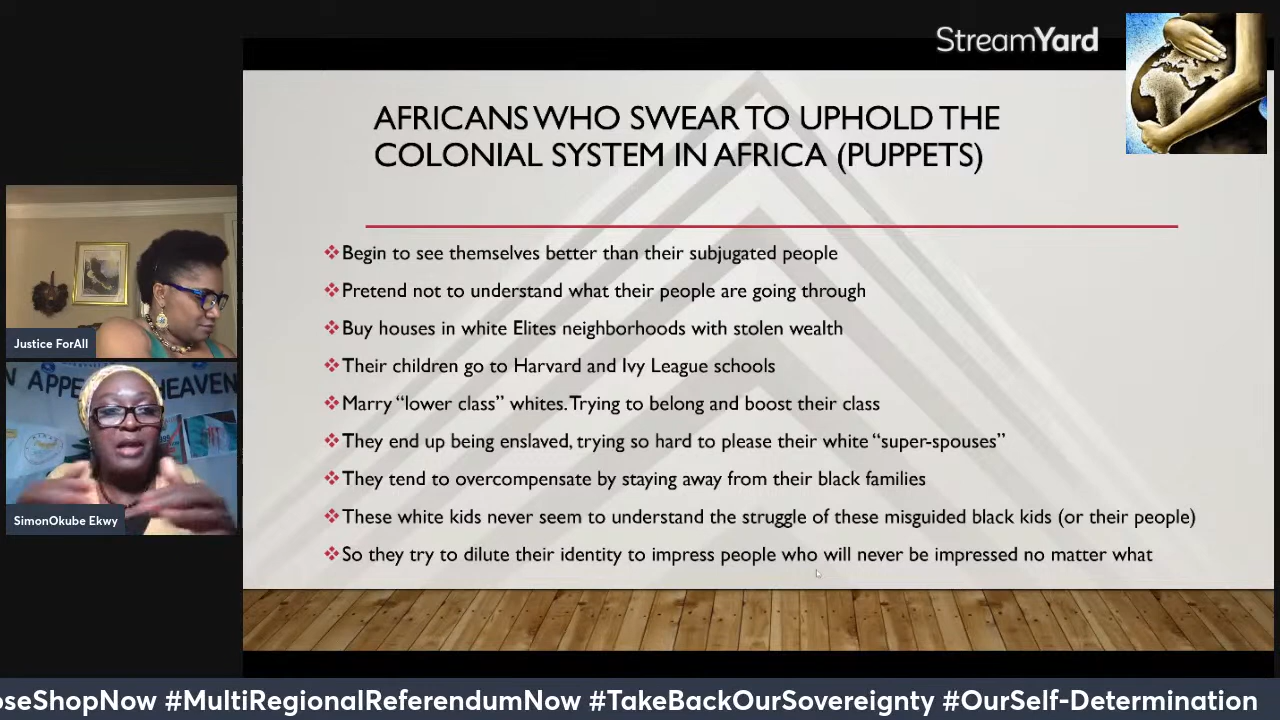 StreamYard
AFRICANS WHO SWEAR TO UPHOLD THE
COLONIAL SYSTEM IN AFRICA (PUPPETS)
Begin to see themselves better than their subjugated people
Pretend not to understand what their people are going through
Buy houses in white Elites neighborhoods with stolen wealth
Their children go to Harvard and Ivy League schools
Marry “lower class” whites. Trying to belong and boost their class
They end up being enslaved, trying so hard to please their white “super-spouses”
They tend to overcompensate by staying away from their black families
These white kids never seem to understand the struggle of these misguided black kids (or their people)
So they try to dilute their identity to impress people who will never be impressed no matter what
Justice ForAll
N APPE HEAVEN
SimonOkube Ekwy
oseShopNow #MultiRegionalReferendumNow #TakeBackOurSovereignty #OurSelf-Determination